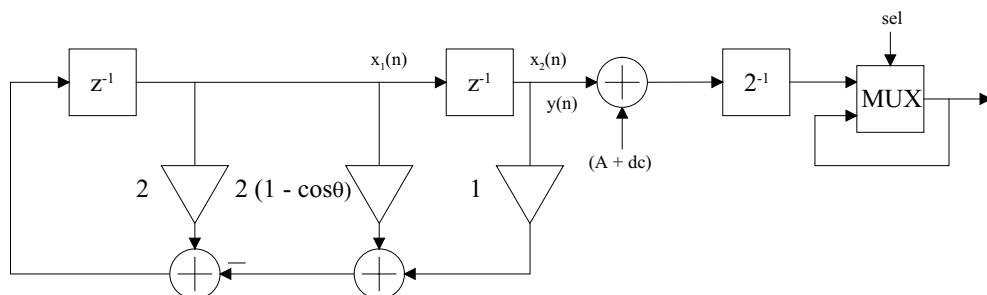 sel
z⁻¹
x₁(n)
z⁻¹
x₂(n)
y(n)
2⁻¹
MUX
(A + dc)
2
2 (1 - cosθ)
1